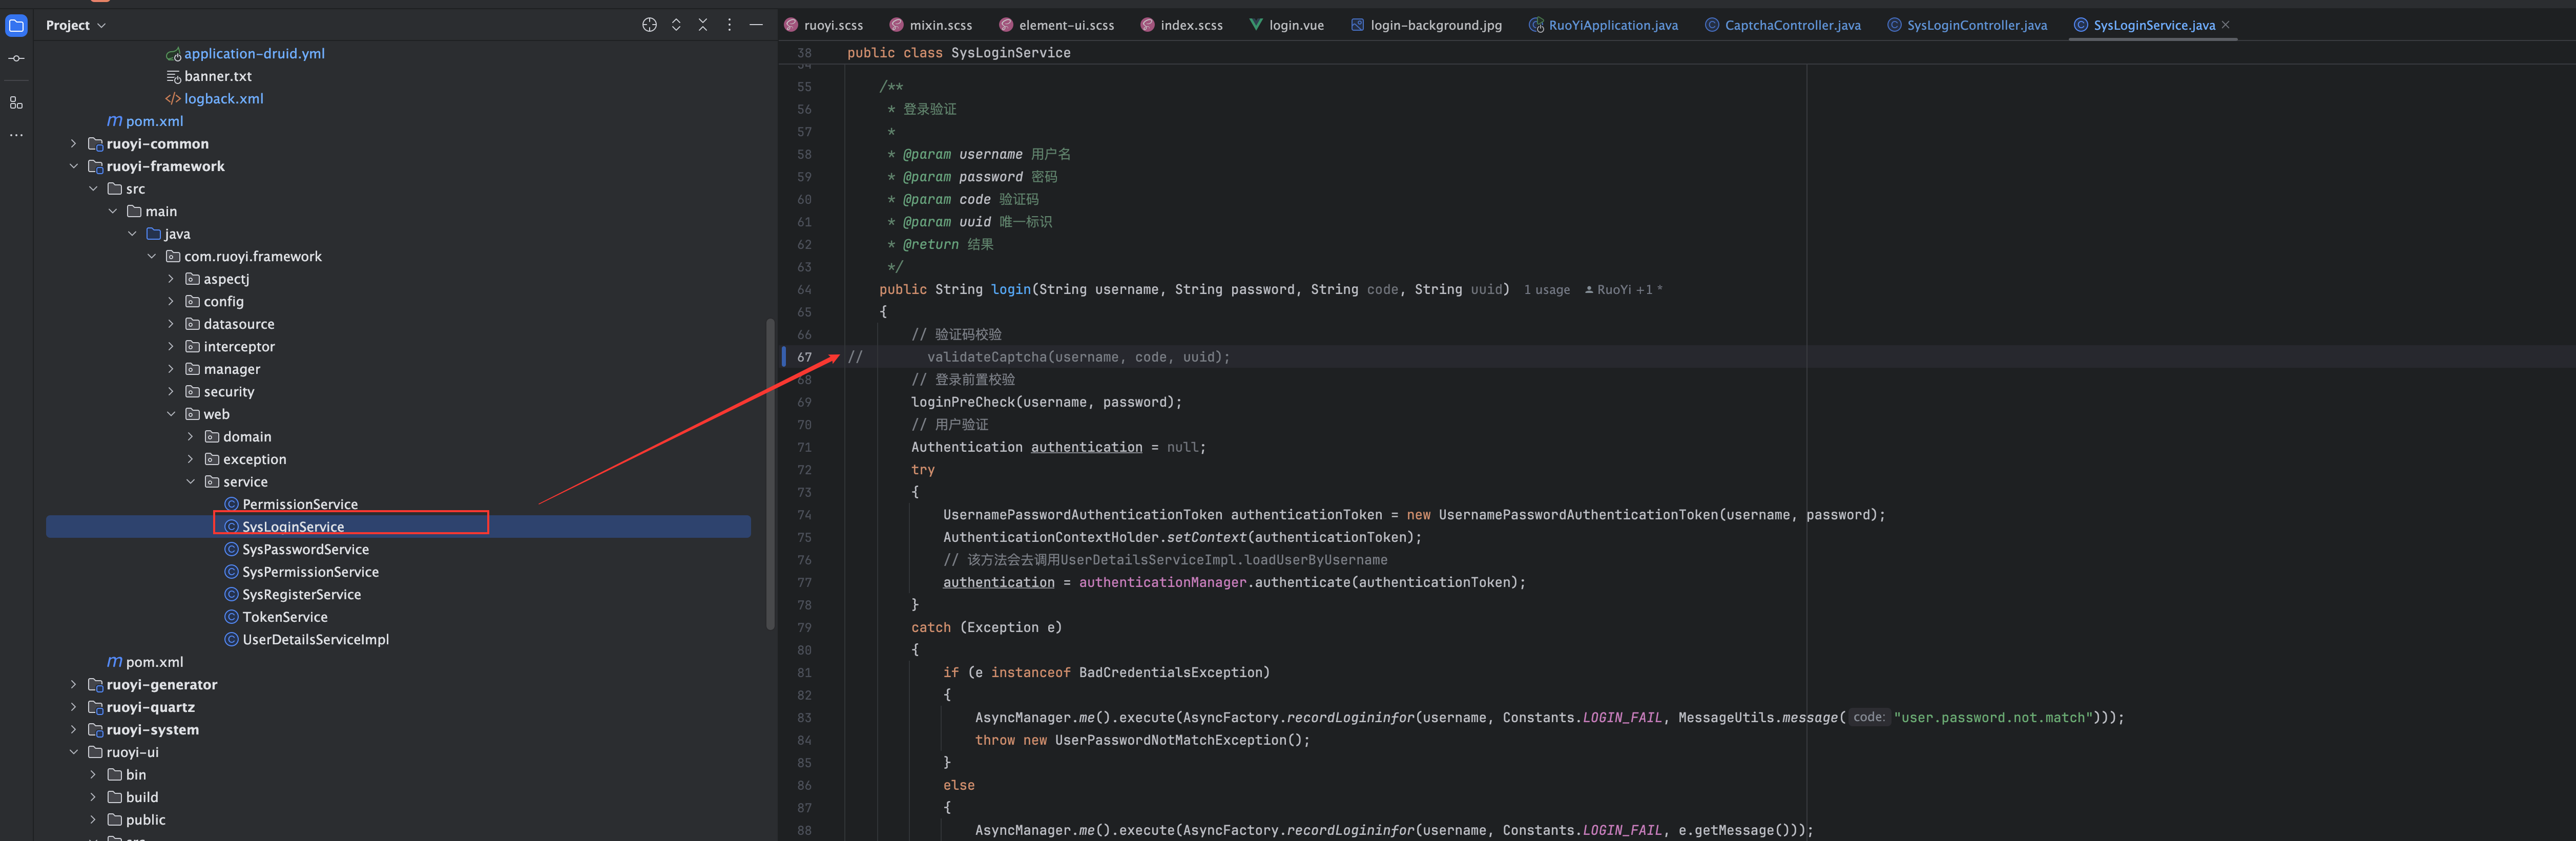 Project
application-druid.yml
banner.txt
</> logback.xml
m pom.xml
ruoyi-common
ruoyi-framework
src
main
java
com.ruoyi.framework
aspectj
config
datasource
interceptor
manager
security
web
domain
exception
service
PermissionService
SysLoginService
SysPasswordService
SysPermissionService
SysRegisterService
TokenService
UserDetailsServiceImpl
m pom.xml
ruoyi-generator
ruoyi-quartz
ruoyi-system
ruoyi-ui
bin
build
public
ruoyi.scss mixin.scss element-ui.scss index.scss login.vue login-background.jpg RuoYiApplication.java CaptchaController.java SysLoginController.java SysLoginService.java
38 public class SysLoginService
54
55 /**
56 * 登录验证
57 *
58 * @param username 用户名
59 * @param password 密码
60 * @param code 验证码
61 * @param uuid 唯一标识
62 * @return 结果
63 */
64 public String login(String username, String password, String code, String uuid) 1 usage RuoYi +1 *
65 {
66 // 验证码校验
67 // validateCaptcha(username, code, uuid);
68 // 登录前置校验
69 loginPreCheck(username, password);
70 // 用户验证
71 Authentication authentication = null;
72 try
73 {
74 UsernamePasswordAuthenticationToken authenticationToken = new UsernamePasswordAuthenticationToken(username, password);
75 AuthenticationContextHolder.setContext(authenticationToken);
76 // 该方法会去调用UserDetailsServiceImpl.loadUserByUsername
77 authentication = authenticationManager.authenticate(authenticationToken);
78 }
79 catch (Exception e)
80 {
81 if (e instanceof BadCredentialsException)
82 {
83 AsyncManager.me().execute(AsyncFactory.recordLogininfor(username, Constants.LOGIN_FAIL, MessageUtils.message( code: "user.password.not.match")));
84 throw new UserPasswordNotMatchException();
85 }
86 else
87 {
88 AsyncManager.me().execute(AsyncFactory.recordLogininfor(username, Constants.LOGIN_FAIL, e.getMessage()));